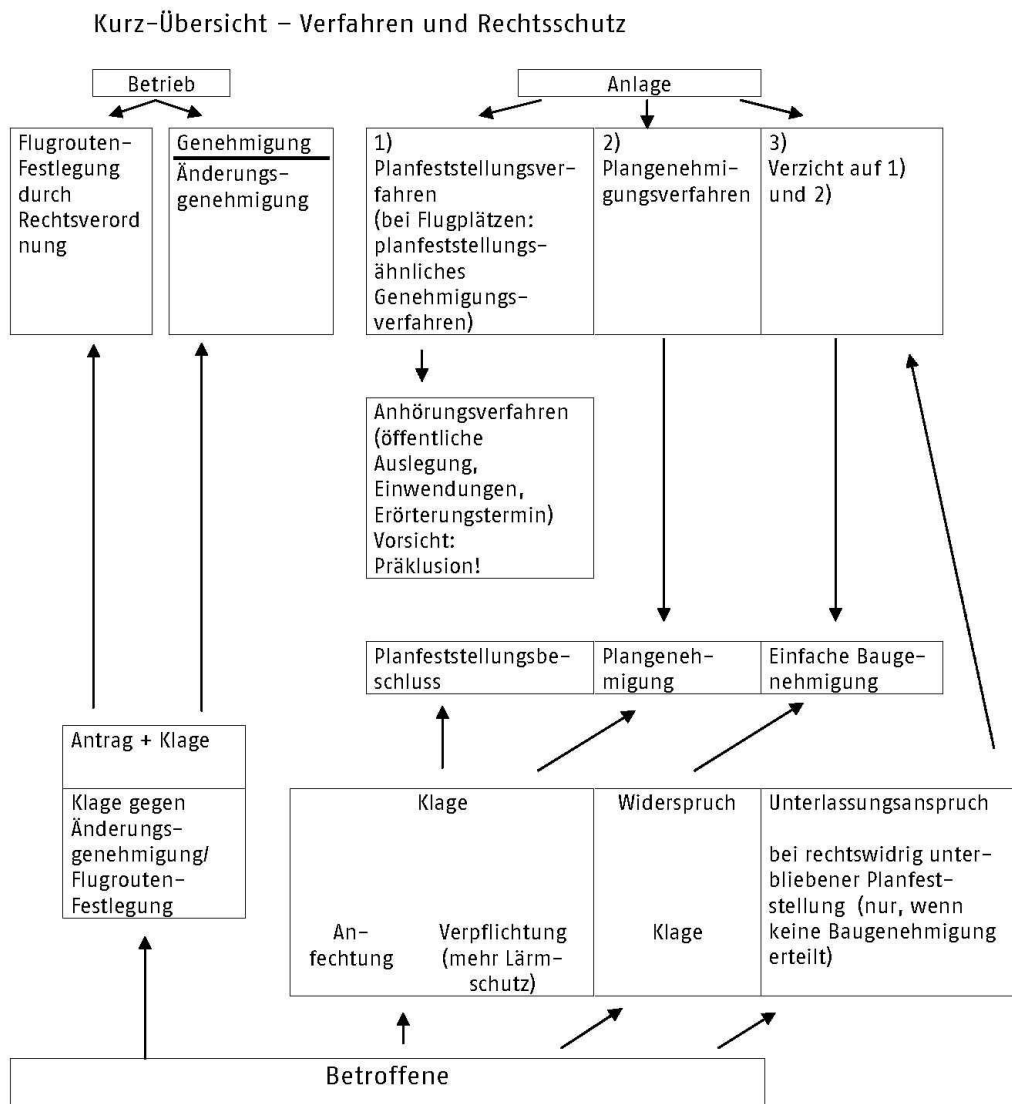 Kurz-Übersicht – Verfahren und Rechtsschutz
Betrieb
Anlage
Flugrouten-
Festlegung
durch
Rechtsverord
nung
Genehmigung
Änderungs-
genehmigung
1)
Planfeststellungsver-
fahren
(bei Flugplätzen:
planfeststellungs-
ähnliches
Genehmigungs-
verfahren)
2)
Plangenehmi-
gungsverfahren
3)
Verzicht auf 1)
und 2)
Anhörungsverfahren
(öffentliche
Auslegung,
Einwendungen,
Erörterungstermin)
Vorsicht:
Präklusion!
Planfeststellungsbe-
schluss
Plangeneh-
migung
Einfache Bauge-
nehmigung
Antrag + Klage
Klage gegen
Änderungs-
genehmigung/
Flugrouten-
Festlegung
Klage
An-
fechtung
Verpflichtung
(mehr Lärm-
schutz)
Widerspruch
Klage
Unterlassungsanspruch
bei rechtswidrig unter-
bliebener Planfest-
stellung (nur, wenn
keine Baugenehmigung
erteilt)
Betroffene